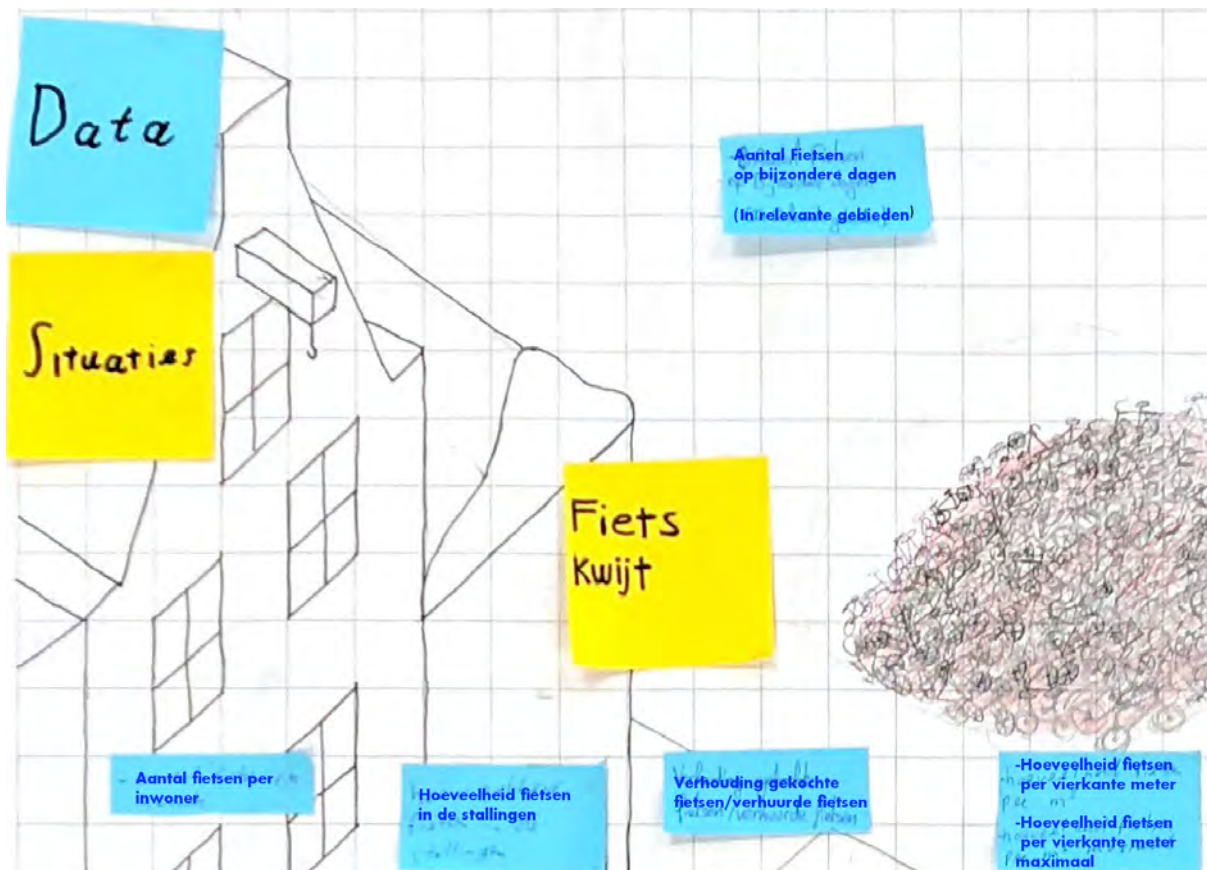 Data
Situaties
Aantal Fietsen
op bijzondere dagen
(In relevante gebieden)
Fiets
Kwijt
- Aantal fietsen per
inwoner
Hoeveelheid fietsen
in de stallingen
Verhouding gekochte
fietsen/verhuurde fietsen
-Hoeveelheid fietsen
per vierkante meter
-Hoeveelheid fietsen
per vierkante meter
maximaal